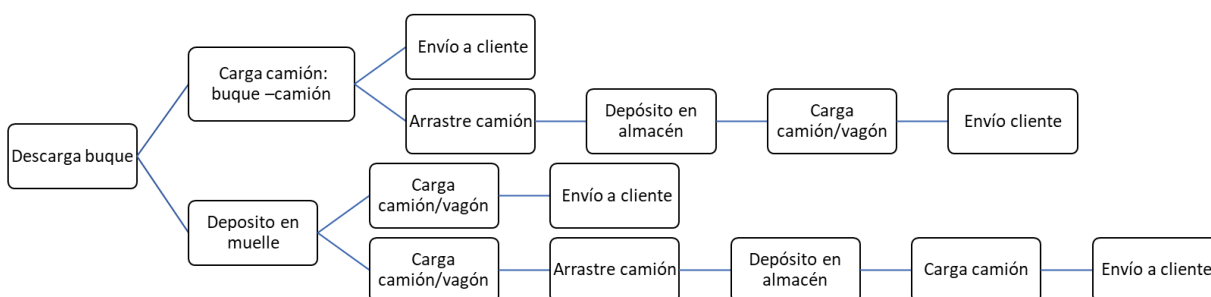 Envío a cliente
Carga camión:
buque –camión
Arrastre camión
Depósito en
almacén
Carga
camión/vagón
Envío cliente
Descarga buque
Carga
camión/vagón
Envío a cliente
Deposito en
muelle
Carga
camión/vagón
Arrastre camión
Depósito en
almacén
Carga camión
Envío a cliente